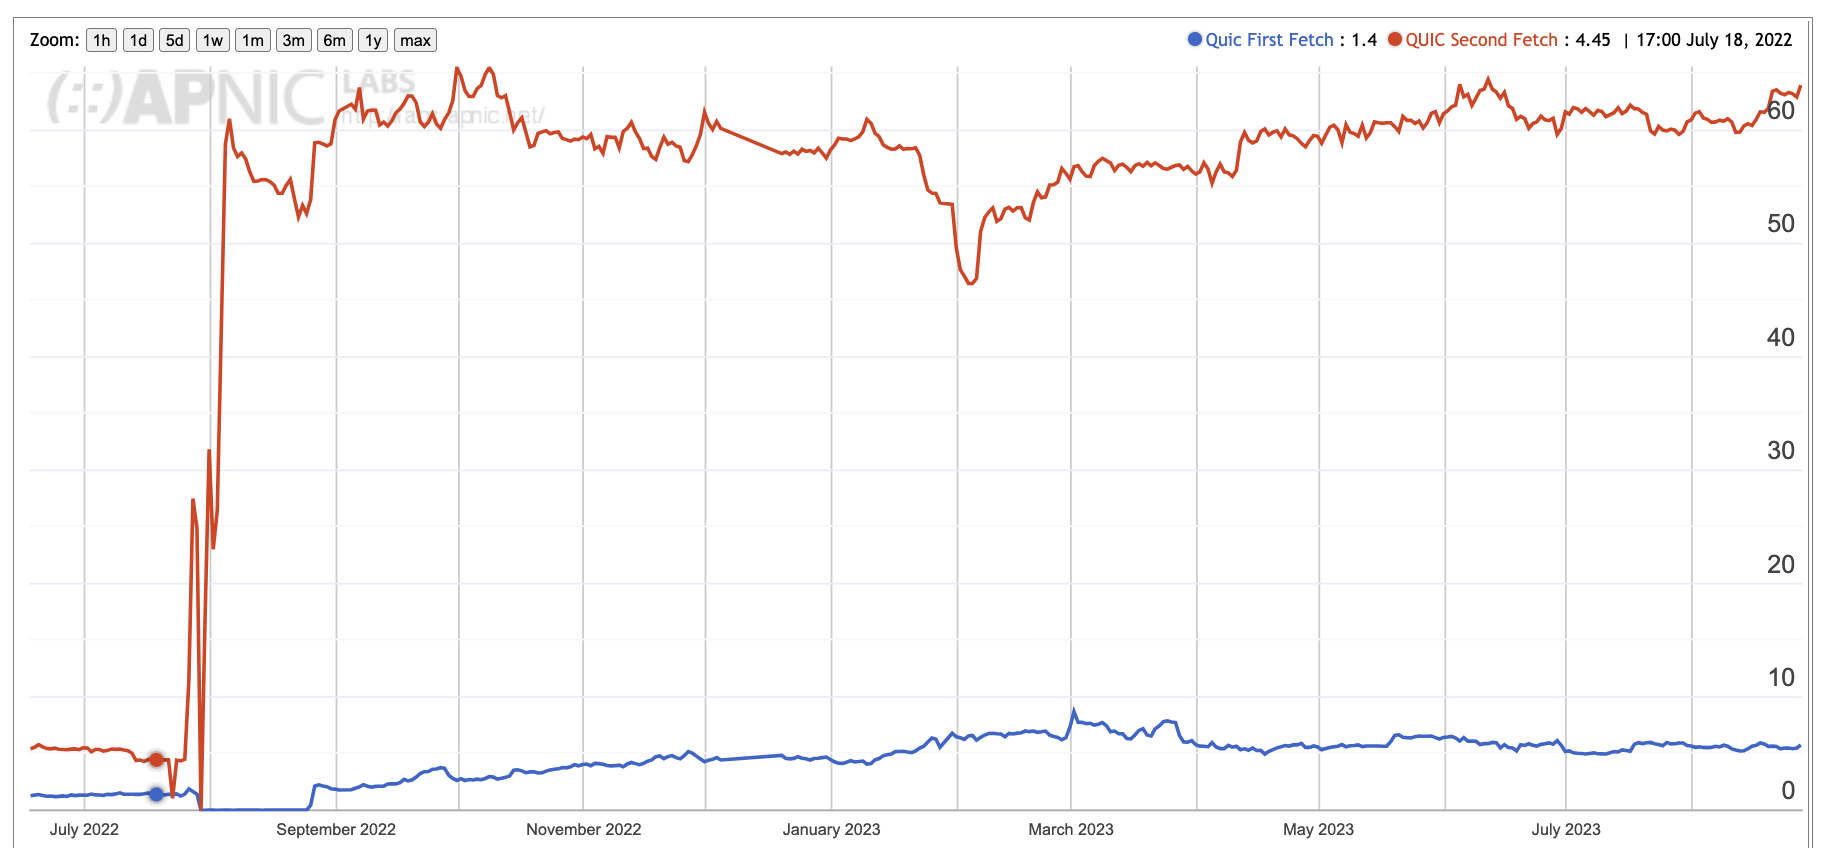 Zoom: 1h 1d 5d 1w 1m 3m 6m 1y max
Quic First Fetch : 1.4 QUIC Second Fetch : 4.45 | 17:00 July 18, 2022
(::)APNIC LABS
60
50
40
30
20
10
0
July 2022 September 2022 November 2022 January 2023 March 2023 May 2023 July 2023